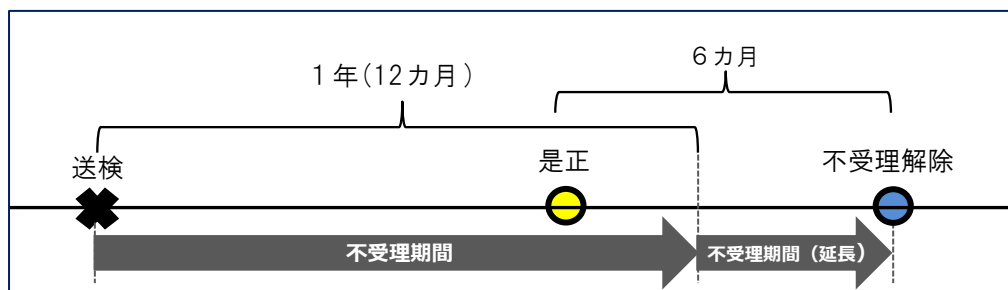 ６カ月
１年(12カ月)
送検
是正
不受理解除
不受理期間
不受理期間（延長）